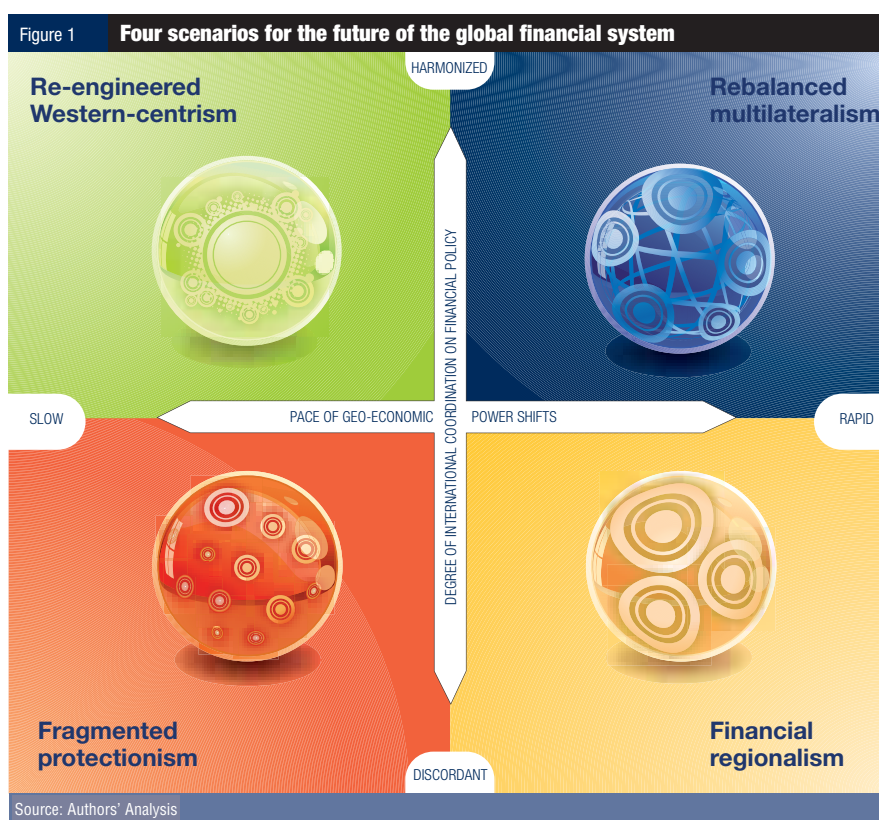 Figure 1
Four scenarios for the future of the global financial system
HARMONIZED
Re-engineered
Western-centrism
Rebalanced
multilateralism
DEGREE OF INTERNATIONAL COORDINATION ON FINANCIAL POLICY
SLOW
PACE OF GEO-ECONOMIC POWER SHIFTS
RAPID
Fragmented
protectionism
Financial
regionalism
DISCORDANT
Source: Authors' Analysis